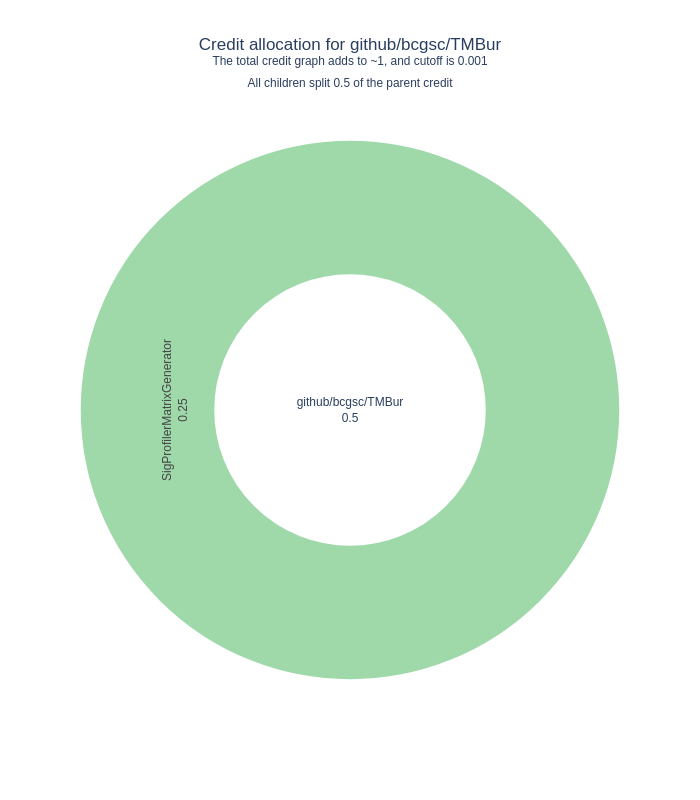 Credit allocation for github/bcgsc/TMBur
The total credit graph adds to ~1, and cutoff is 0.001
All children split 0.5 of the parent credit
SigProfilerMatrixGenerator
0.25
github/bcgsc/TMBur
0.5